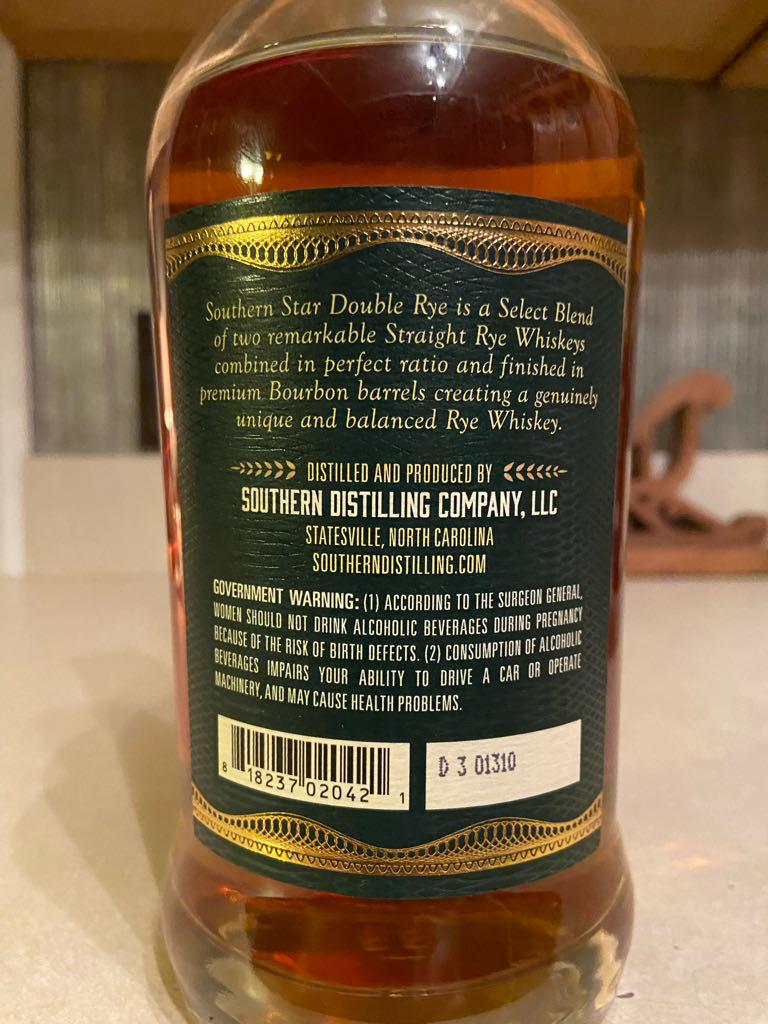 Southern Star Double Rye is a Select Blend
of two remarkable Straight Rye Whiskeys
combined in perfect ratio and finished in
premium Bourbon barrels creating a genuinely
unique and balanced Rye Whiskey.
DISTILLED AND PRODUCED BY
SOUTHERN DISTILLING COMPANY, LLC
STATESVILLE, NORTH CAROLINA
SOUTHERNDISTILLING.COM
GOVERNMENT WARNING: (1) ACCORDING TO THE SURGEON GENERAL,
WOMEN SHOULD NOT DRINK ALCOHOLIC BEVERAGES DURING PREGNANCY
BECAUSE OF THE RISK OF BIRTH DEFECTS. (2) CONSUMPTION OF ALCOHOLIC
BEVERAGES IMPAIRS YOUR ABILITY TO DRIVE A CAR OR OPERATE
MACHINERY, AND MAY CAUSE HEALTH PROBLEMS.
8 18237 02042 1
D 3 01310